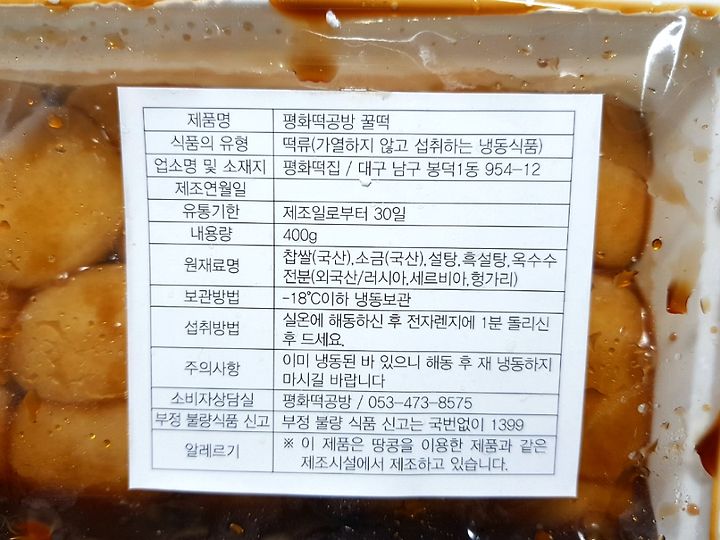 제품명 평화떡공방 꿀떡
식품의 유형 떡류(가열하지 않고 섭취하는 냉동식품)
업소명 및 소재지 평화떡집 / 대구 남구 봉덕1동 954-12
제조연월일
유통기한 제조일로부터 30일
내용량 400g
원재료명 찹쌀(국산),소금(국산),설탕,흑설탕,옥수수
전분(외국산/러시아,세르비아,헝가리)
보관방법 -18℃이하 냉동보관
섭취방법 실온에 해동하신 후 전자렌지에 1분 돌리신
후 드세요.
주의사항 이미 냉동된 바 있으니 해동 후 재 냉동하지
마시길 바랍니다
소비자상담실 평화떡공방 / 053-473-8575
부정 불량식품 신고 부정 불량 식품 신고는 국번없이 1399
알레르기 ※ 이 제품은 땅콩을 이용한 제품과 같은
제조시설에서 제조하고 있습니다.